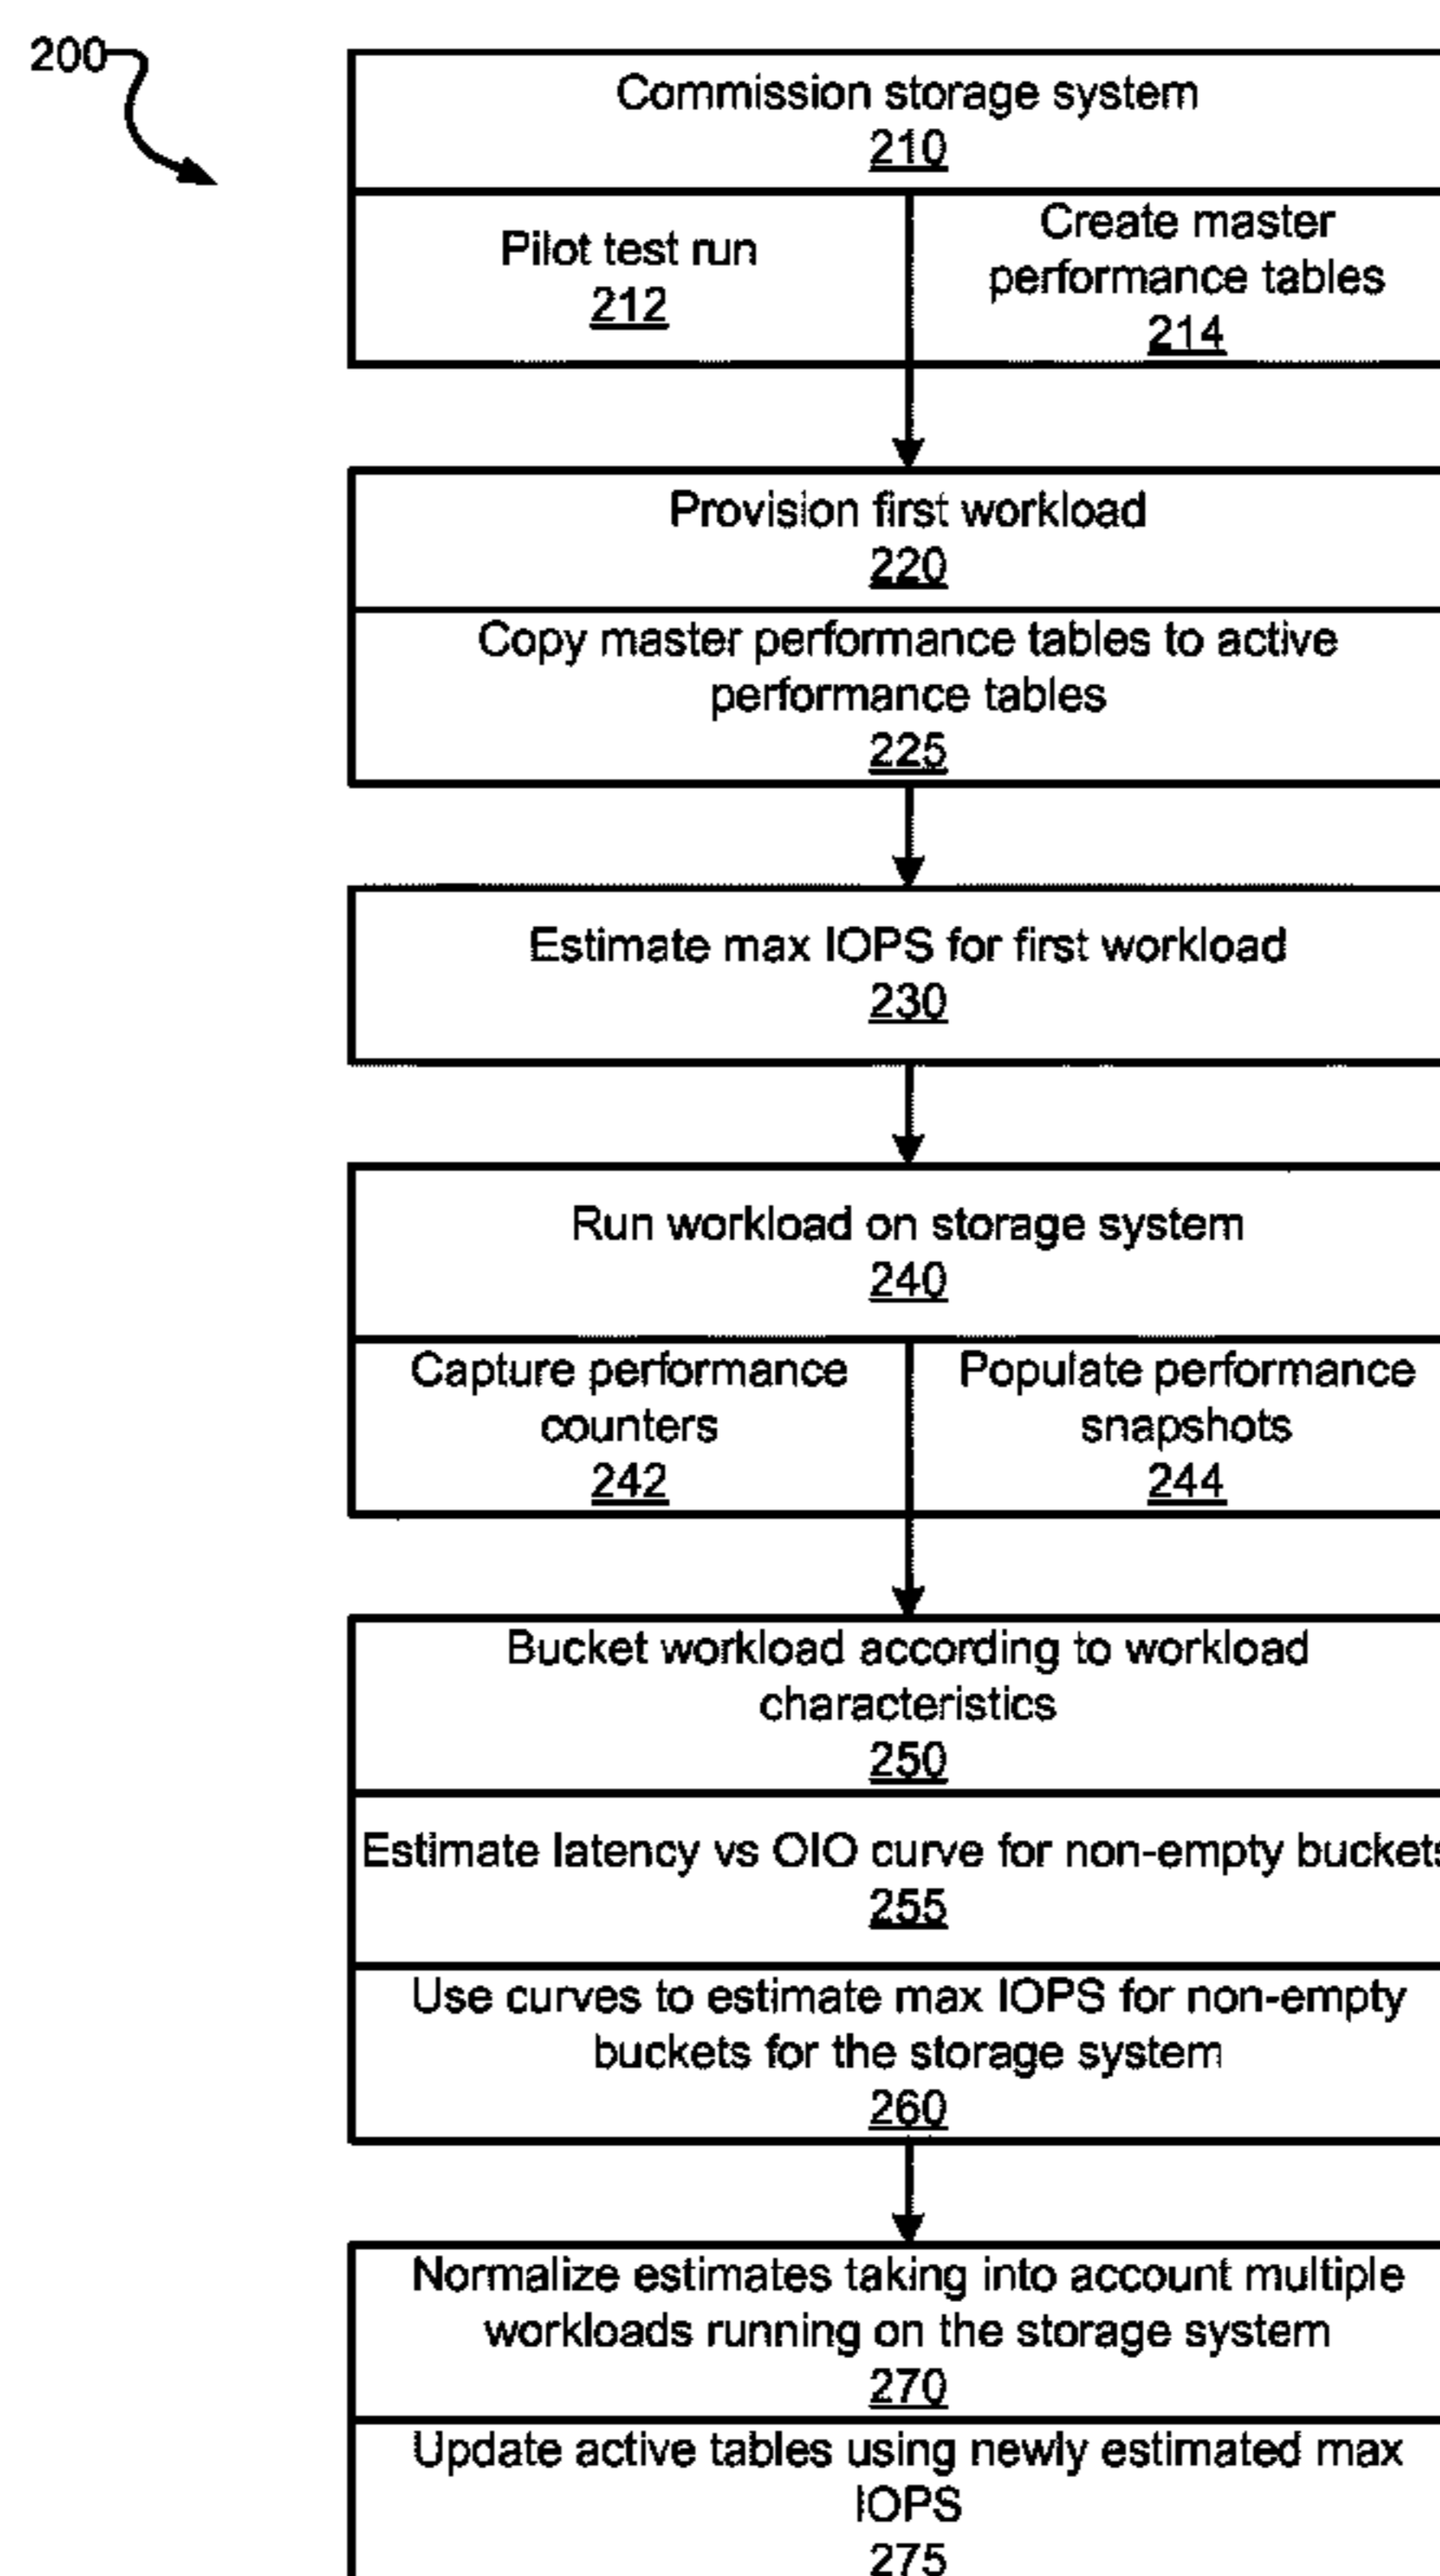 200
Commission storage system
210
Pilot test run
212
Create master
performance tables
214
Provision first workload
220
Copy master performance tables to active
performance tables
225
Estimate max IOPS for first workload
230
Run workload on storage system
240
Capture performance
counters
242
Populate performance
snapshots
244
Bucket workload according to workload
characteristics
250
Estimate latency vs OIO curve for non-empty buckets
255
Use curves to estimate max IOPS for non-empty
buckets for the storage system
260
Normalize estimates taking into account multiple
workloads running on the storage system
270
Update active tables using newly estimated max
IOPS
275